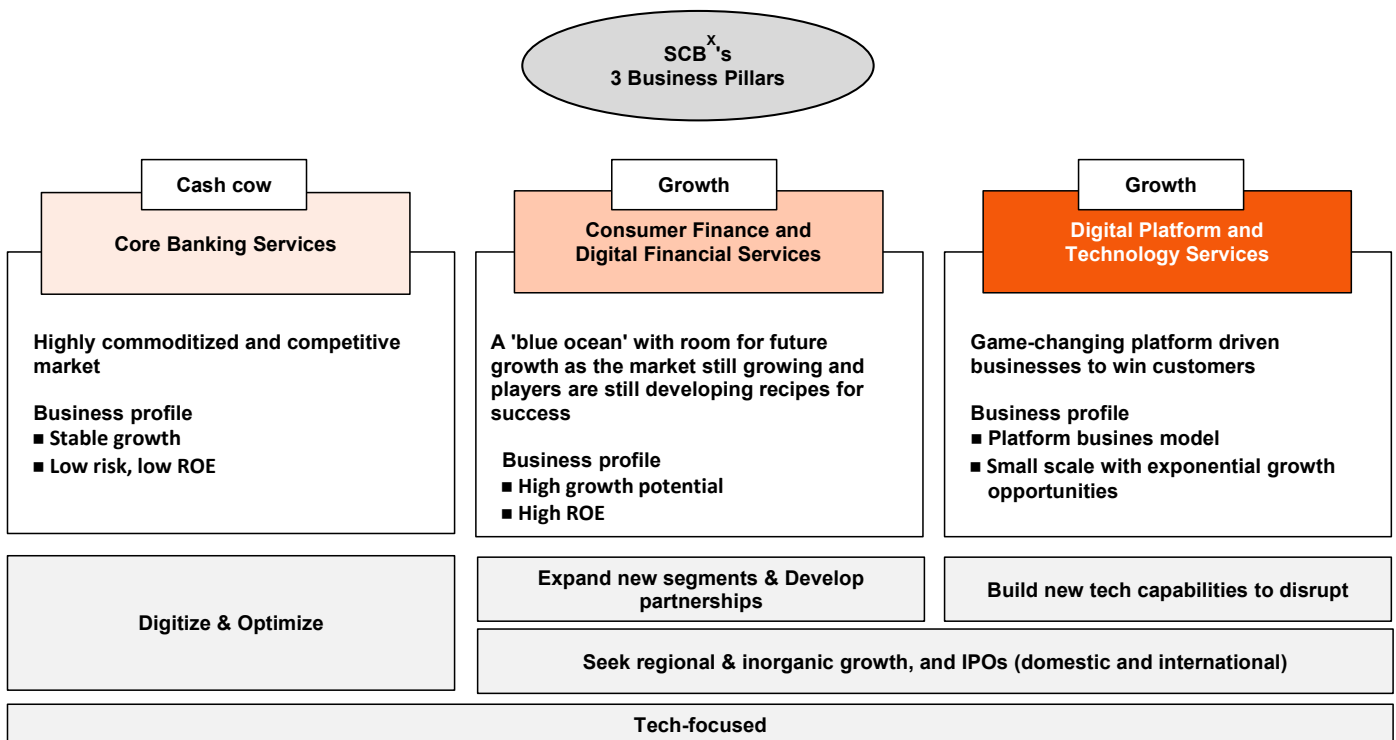 SCBX's
3 Business Pillars
Cash cow
Core Banking Services
Highly commoditized and competitive
market
Business profile
■ Stable growth
■ Low risk, low ROE
Growth
Consumer Finance and
Digital Financial Services
A 'blue ocean' with room for future
growth as the market still growing and
players are still developing recipes for
success
Business profile
■ High growth potential
■ High ROE
Growth
Digital Platform and
Technology Services
Game-changing platform driven
businesses to win customers
Business profile
■ Platform busines model
■ Small scale with exponential growth
opportunities
Digitize & Optimize
Expand new segments & Develop
partnerships
Build new tech capabilities to disrupt
Seek regional & inorganic growth, and IPOs (domestic and international)
Tech-focused